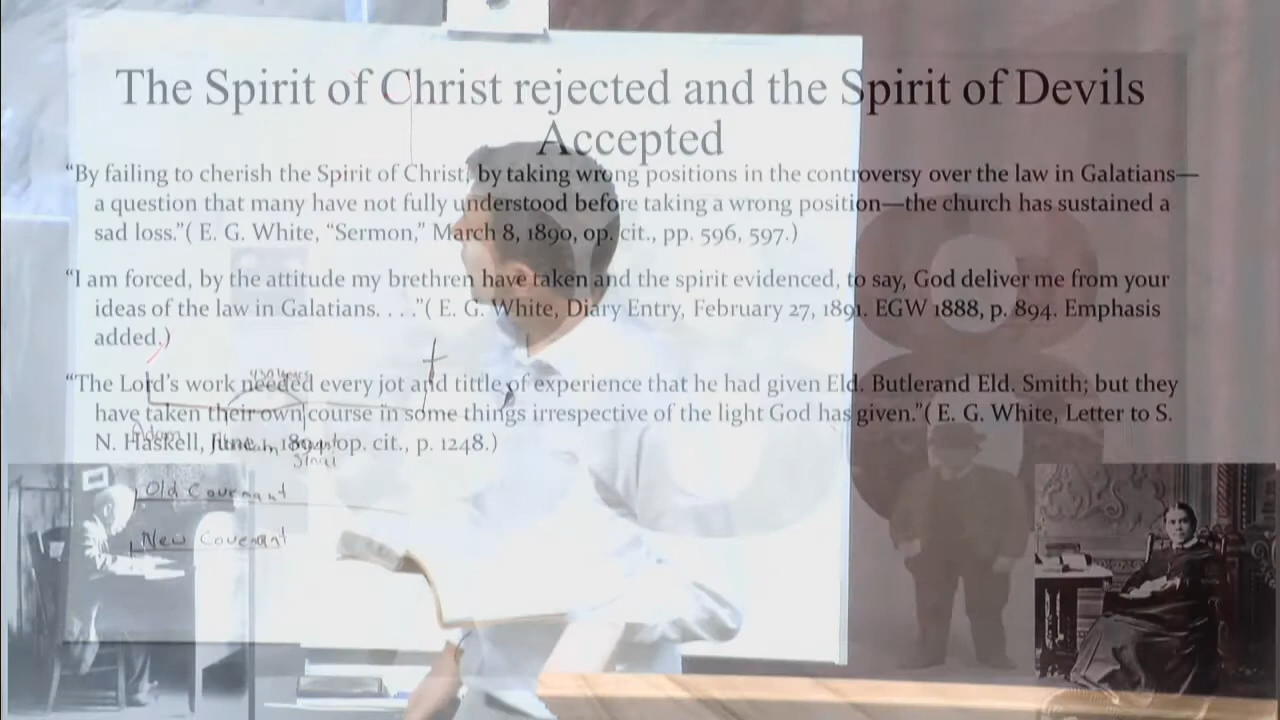 The Spirit of Christ rejected and the Spirit of Devils
Accepted
“By failing to cherish the Spirit of Christ, by taking wrong positions in the controversy over the law in Galatians—
a question that many have not fully understood before taking a wrong position—the church has sustained a
sad loss.”( E. G. White, “Sermon,” March 8, 1890, op. cit., pp. 596, 597.)
“I am forced, by the attitude my brethren have taken and the spirit evidenced, to say, God deliver me from your
ideas of the law in Galatians. . . .”( E. G. White, Diary Entry, February 27, 1891. EGW 1888, p. 894. Emphasis
added.)
“The Lord’s work needed every jot and tittle of experience that he had given Eld. Butlerand Eld. Smith; but they
have taken their own course in some things irrespective of the light God has given.”( E. G. White, Letter to S.
N. Haskell, June 1, 1894, op. cit., p. 1248.)
430 years
Adam
Old Covenant
New Covenant